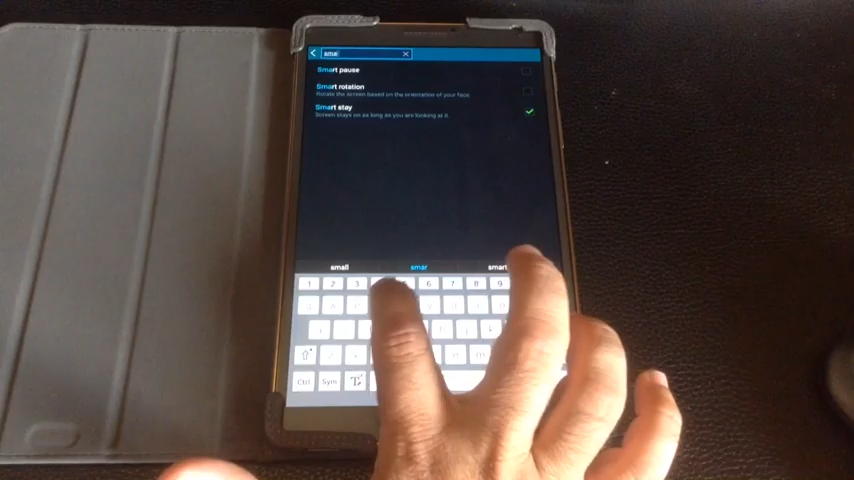 sma
Smart pause
Smart rotation
Rotate the screen based on the orientation of your face.
Smart stay
Screen stays on as long as you are looking at it.
small smar smart
1 2 3 6 7 8 9
n m
Ctrl Sym